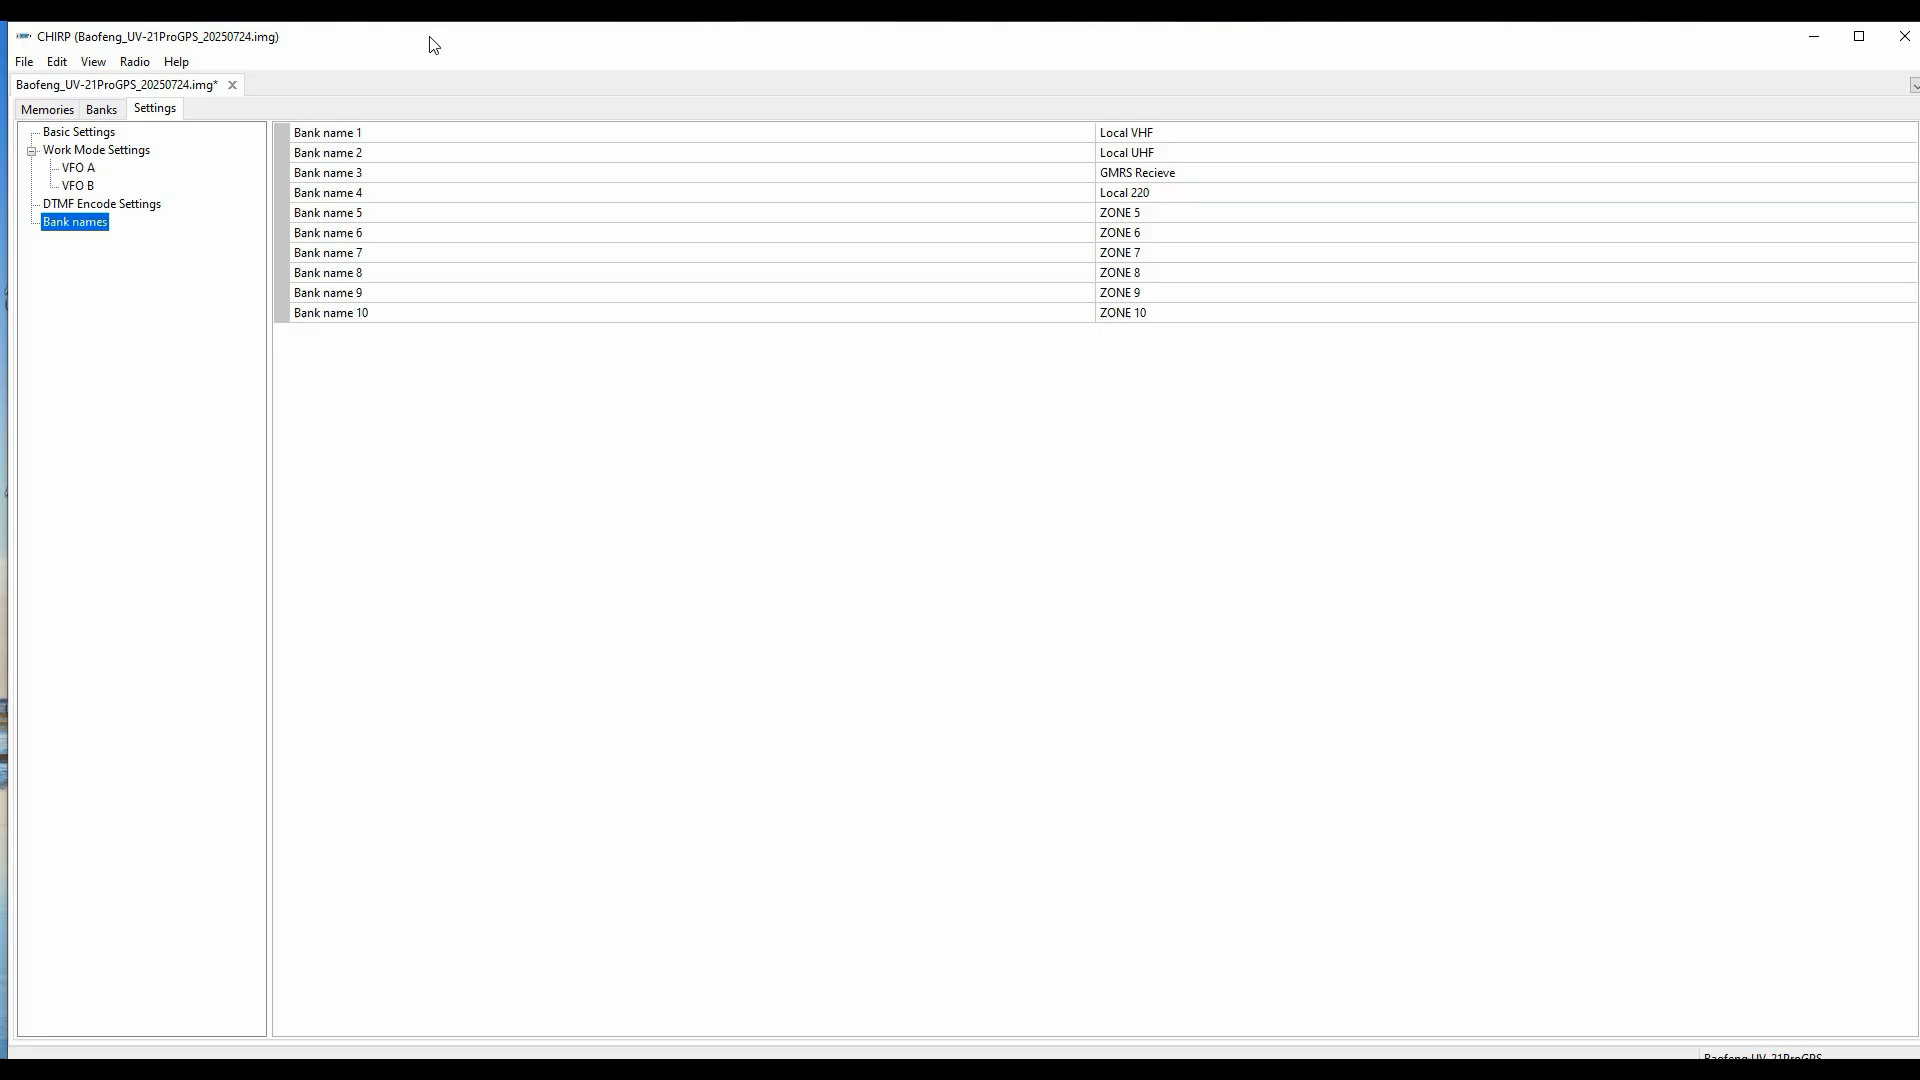 CHIRP (Baofeng_UV-21ProGPS_20250724.img)
File Edit View Radio Help
Baofeng_UV-21ProGPS_20250724.img*
Memories Banks Settings
Basic Settings
Work Mode Settings
VFO A
VFO B
DTMF Encode Settings
Bank names
Bank name 1 Local VHF
Bank name 2 Local UHF
Bank name 3 GMRS Recieve
Bank name 4 Local 220
Bank name 5 ZONE 5
Bank name 6 ZONE 6
Bank name 7 ZONE 7
Bank name 8 ZONE 8
Bank name 9 ZONE 9
Bank name 10 ZONE 10
Baofeng UV-21ProGPS